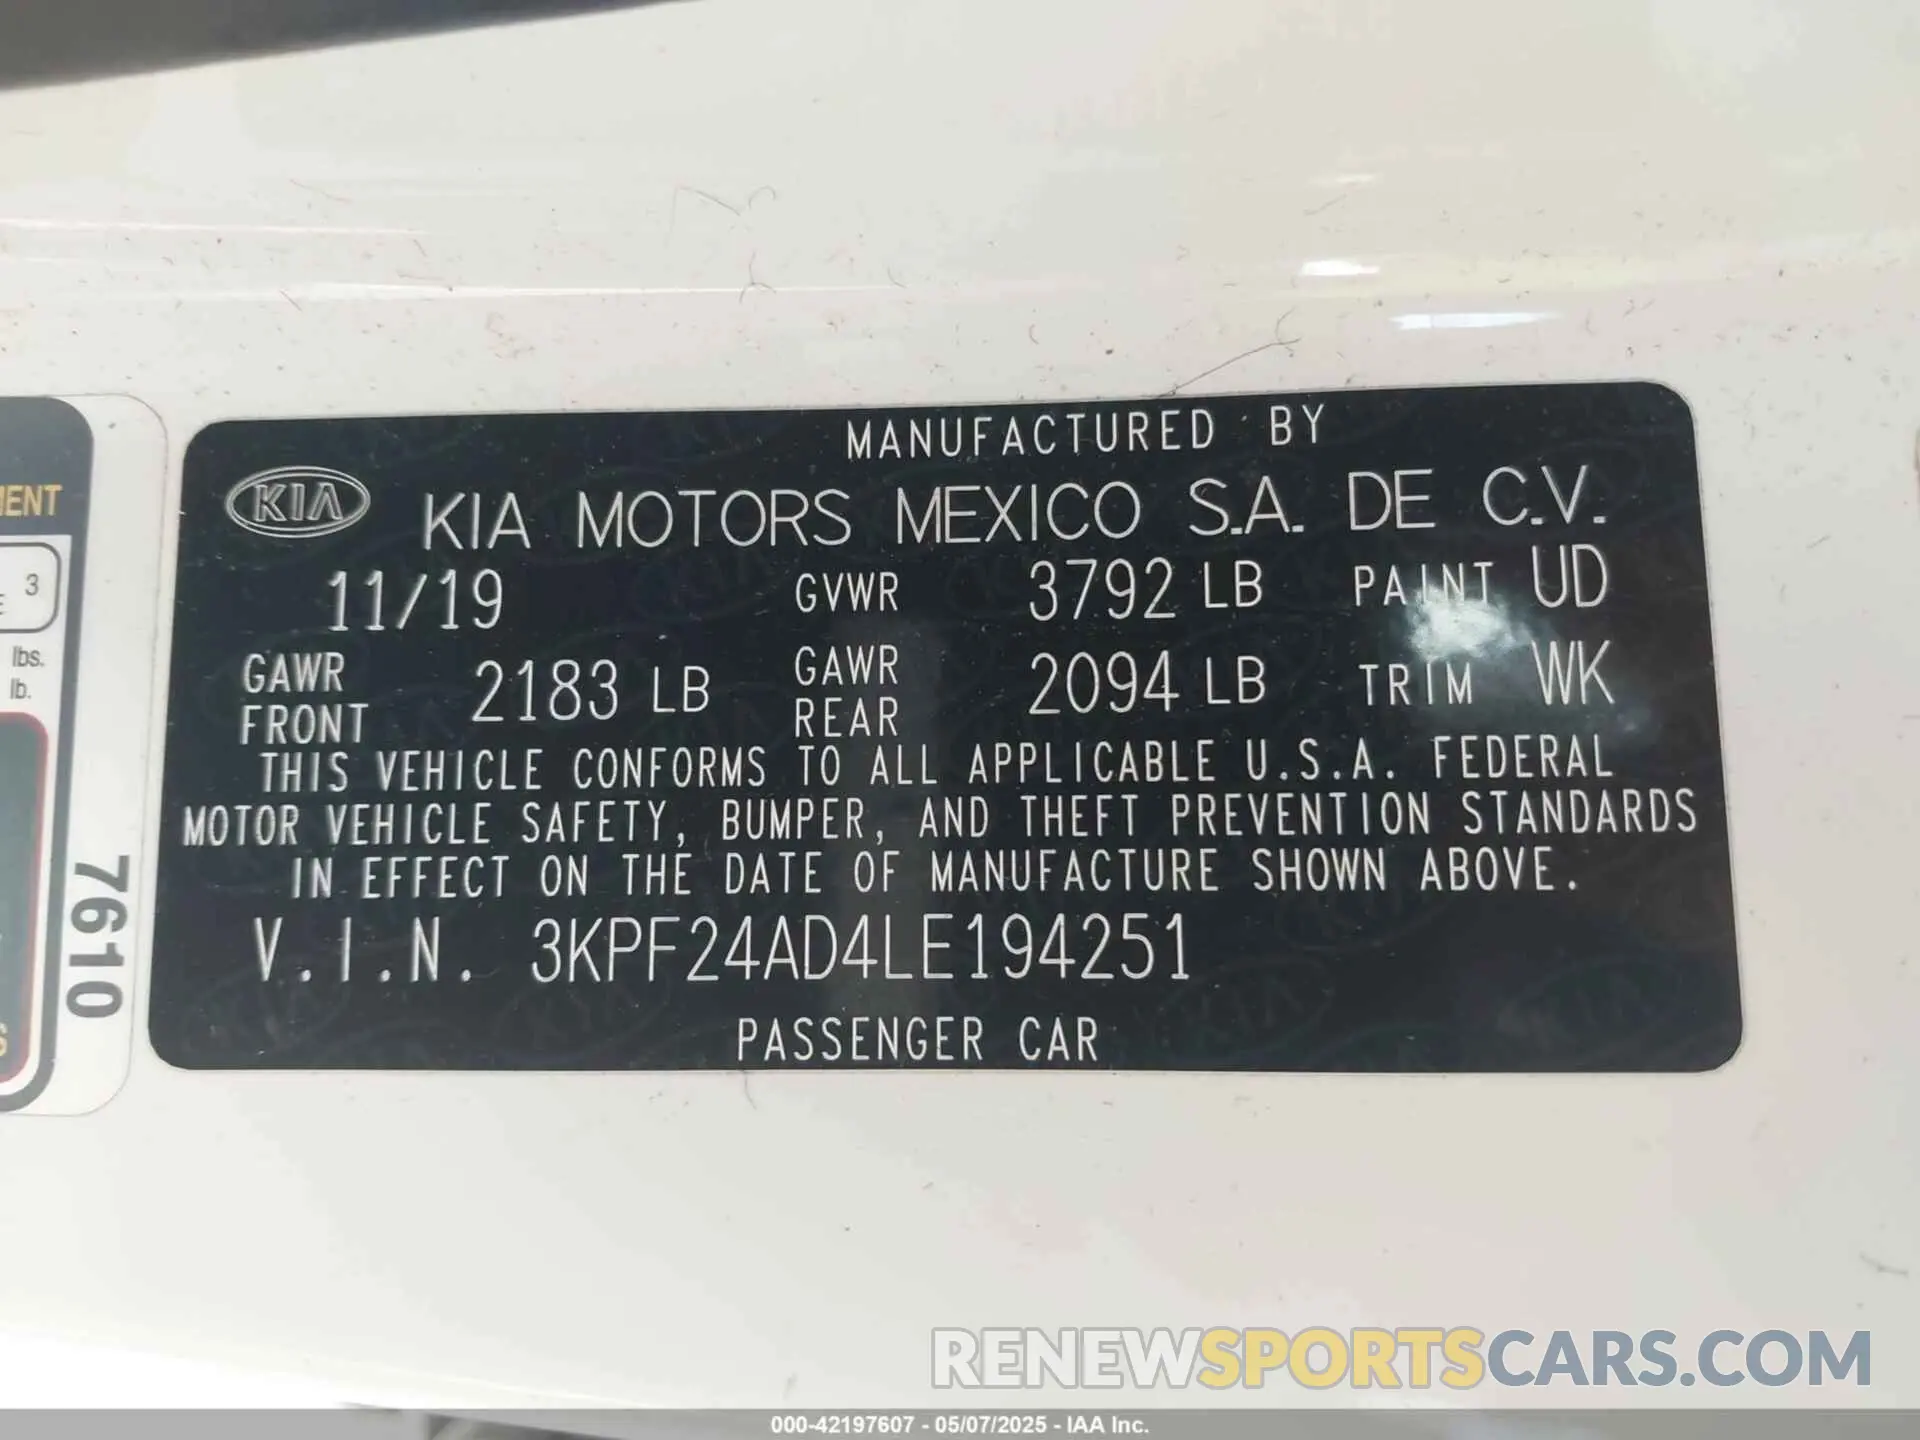 MANUFACTURED BY
KIA KIA MOTORS MEXICO S.A. DE C.V.
11/19 GVWR 3792 LB PAINT UD
GAWR FRONT 2183 LB GAWR REAR 2094 LB TRIM WK
THIS VEHICLE CONFORMS TO ALL APPLICABLE U.S.A. FEDERAL
MOTOR VEHICLE SAFETY, BUMPER, AND THEFT PREVENTION STANDARDS
IN EFFECT ON THE DATE OF MANUFACTURE SHOWN ABOVE.
V.I.N. 3KPF24AD4LE194251
PASSENGER CAR
3
lbs.
lb.
7610
RENEWSPORTSCARS.COM
000-42197607 - 05/07/2025 - IAA Inc.